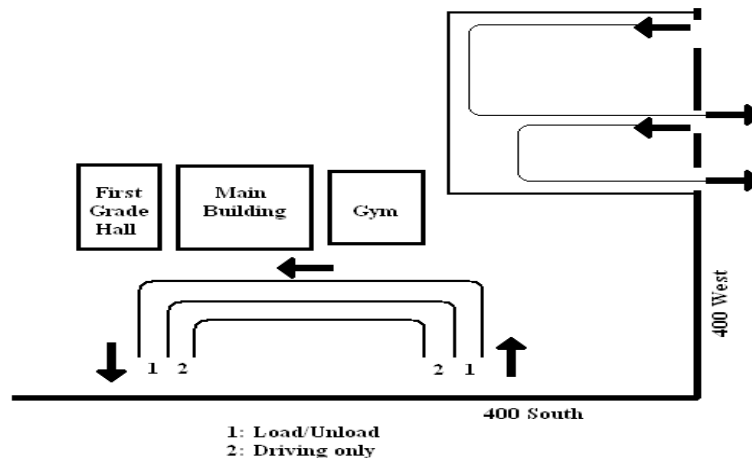 First
Grade
Hall
Main
Building
Gym
400 West
1
2
2
1
400 South
1: Load/Unload
2: Driving only